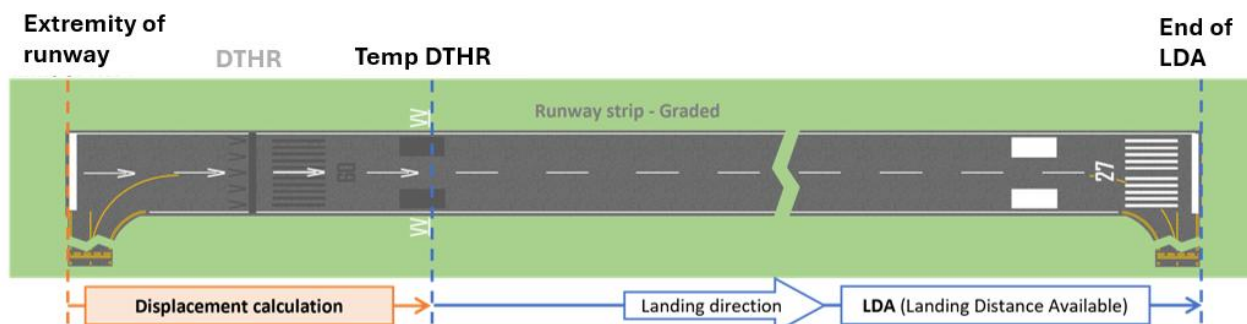 Extremity of
runway
DTHR
Temp DTHR
End of
LDA
Runway strip - Graded
09
27
Displacement calculation
Landing direction
LDA (Landing Distance Available)